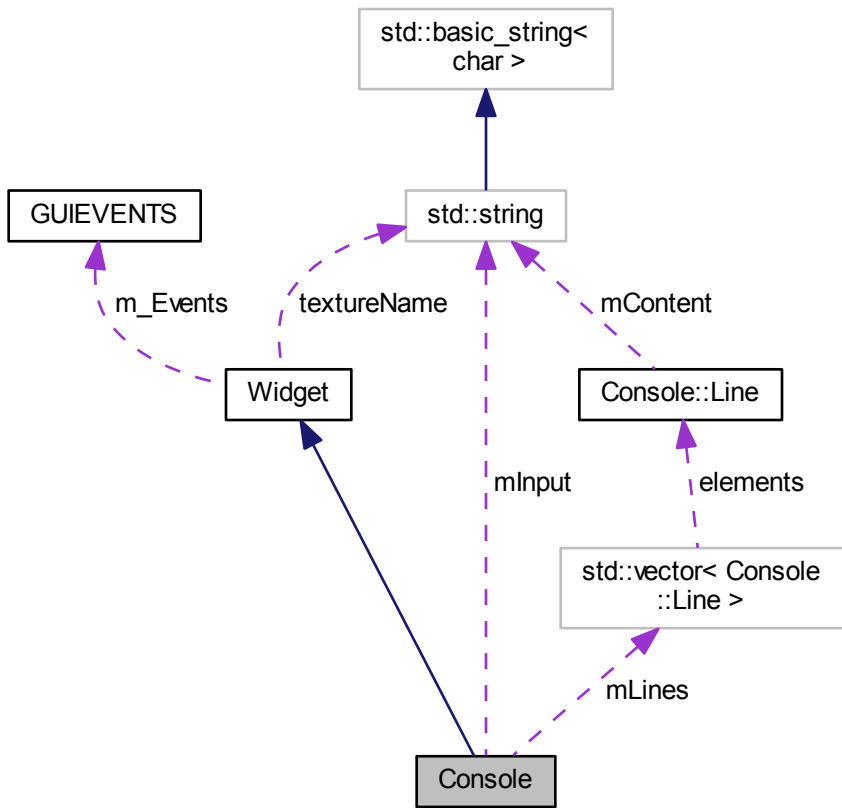 std::basic_string<
char >
GUIEVENTS
std::string
m_Events
textureName
mContent
Widget
Console::Line
mInput
elements
std::vector< Console
::Line >
mLines
Console